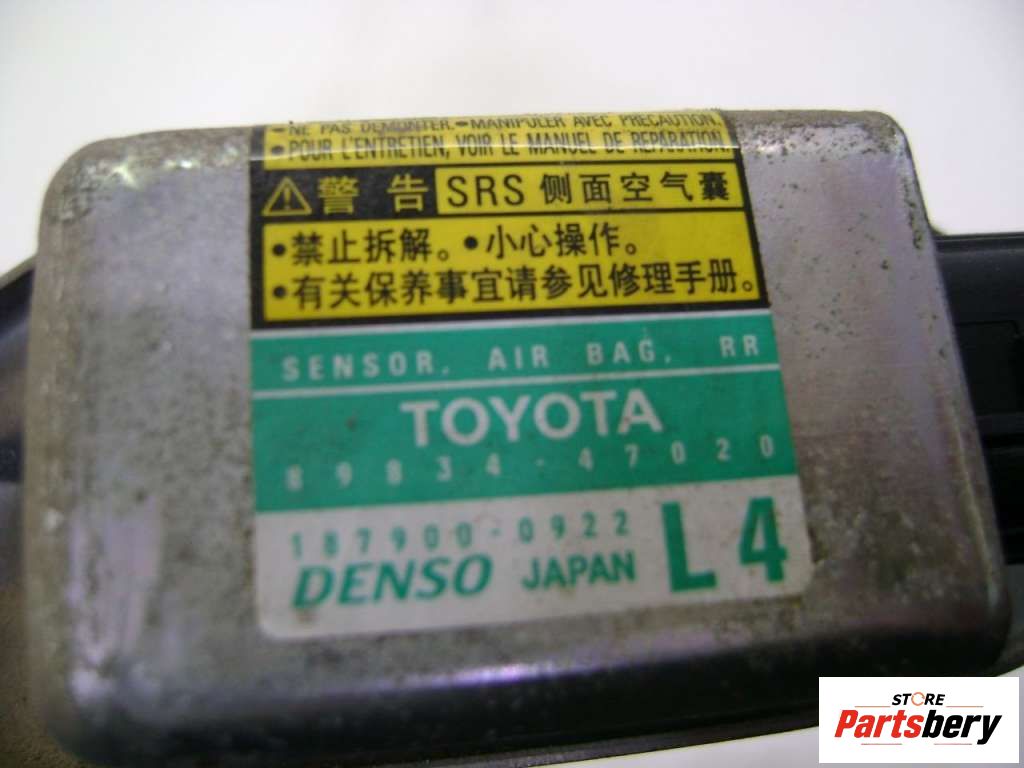 • NE PAS DEMONTER. • MANIPULER AVEC PRECAUTION.
• POUR L'ENTRETIEN, VOIR LE MANUEL DE REPARATION.
警告 SRS 侧面空气囊
•禁止拆解。•小心操作。
•有关保养事宜请参见修理手册。
SENSOR, AIR BAG, RR
TOYOTA
89834-47020
187900-0922 L4
DENSO JAPAN
STORE
Partsbery